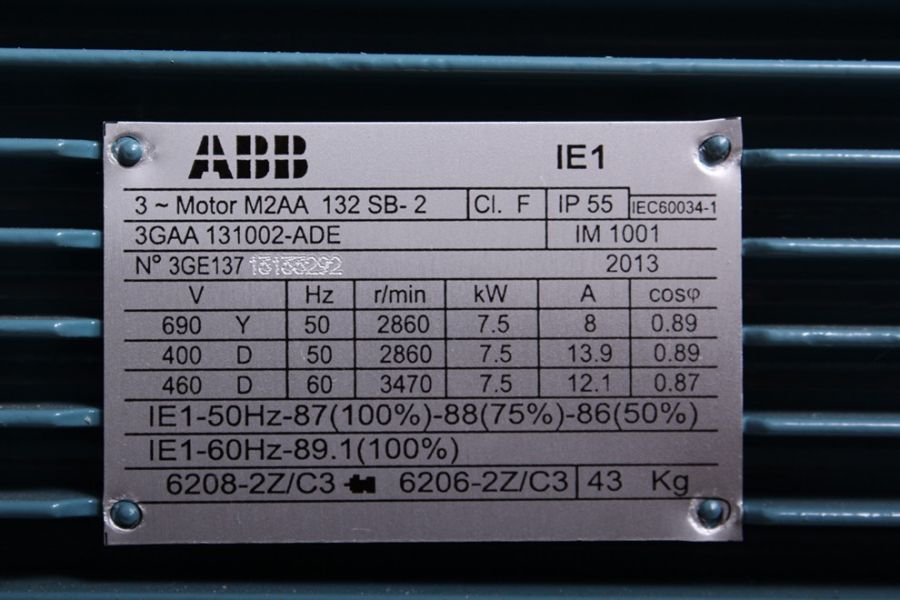 ABB IE1
3 ~ Motor M2AA 132 SB- 2 Cl. F IP 55 IEC60034-1
3GAA 131002-ADE IM 1001
N° 3GE137 2013
V Hz r/min kW A cosφ
690 Y 50 2860 7.5 8 0.89
400 D 50 2860 7.5 13.9 0.89
460 D 60 3470 7.5 12.1 0.87
IE1-50Hz-87(100%)-88(75%)-86(50%)
IE1-60Hz-89.1(100%)
6208-2Z/C3 6206-2Z/C3 43 Kg